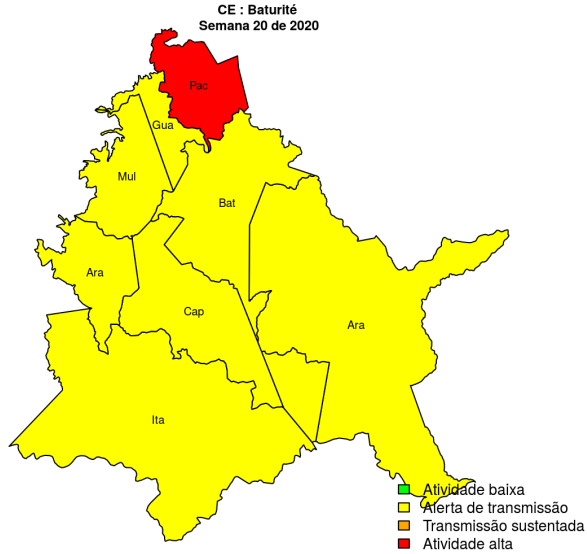 CE : Baturité
Semana 20 de 2020
Pac
Gua
Mul
Bat
Ara
Cap
Ara
Ita
Atividade baixa
Alerta de transmissão
Transmissão sustentada
Atividade alta